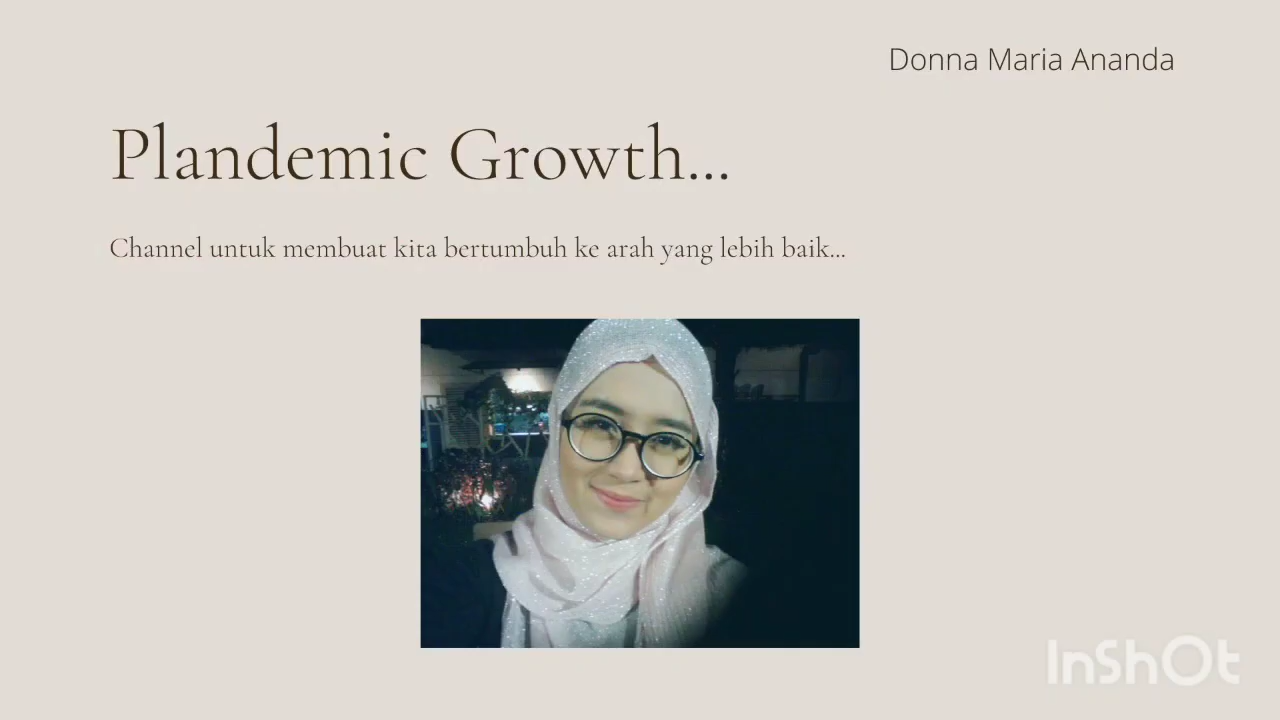 Donna Maria Ananda
Plandemic Growth...
Channel untuk membuat kita bertumbuh ke arah yang lebih baik...
InShOt